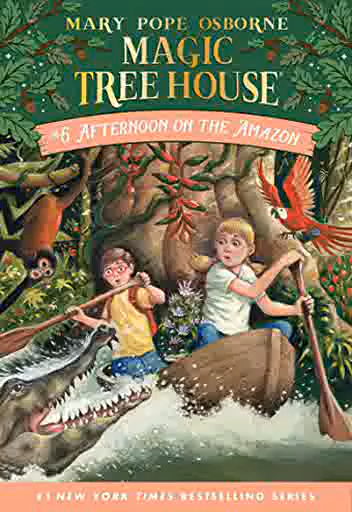 MARY POPE OSBORNE
MAGIC
TREE HOUSE
#6 AFTERNOON ON THE AMAZON
#1 NEW YORK TIMES BESTSELLING SERIES